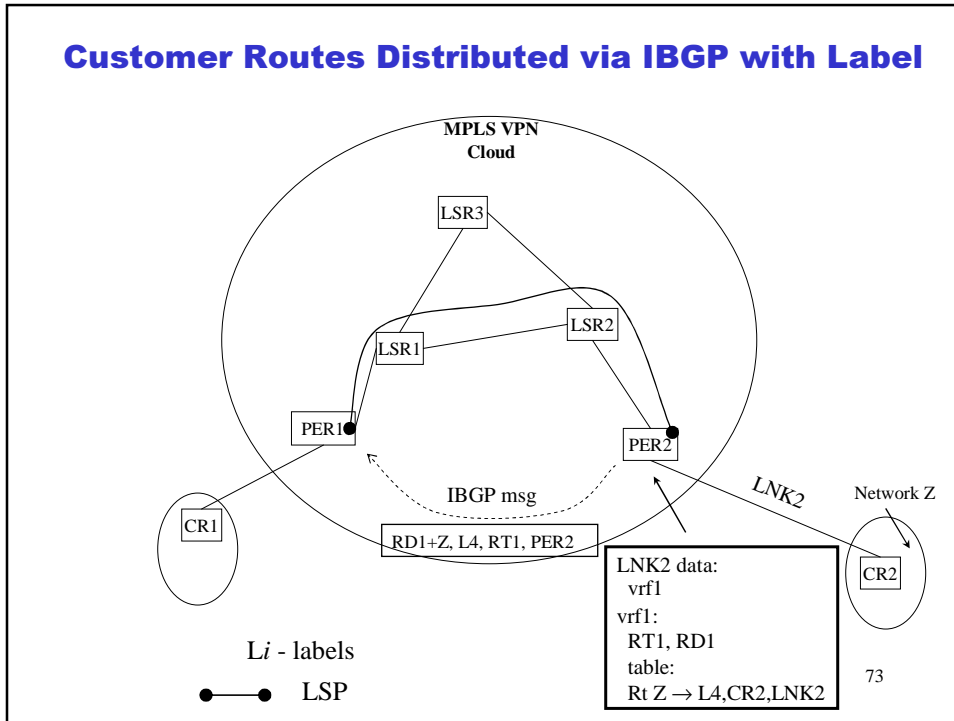 Customer Routes Distributed via IBGP with Label
MPLS VPN
Cloud
LSR3
LSR2
LSR1
PER1
PER2
IBGP msg
LNK2
Network Z
CR1
RD1+Z, L4, RT1, PER2
CR2
LNK2 data:
vrf1
vrf1:
RT1, RD1
table:
Rt Z → L4,CR2,LNK2
Li - labels
LSP
73